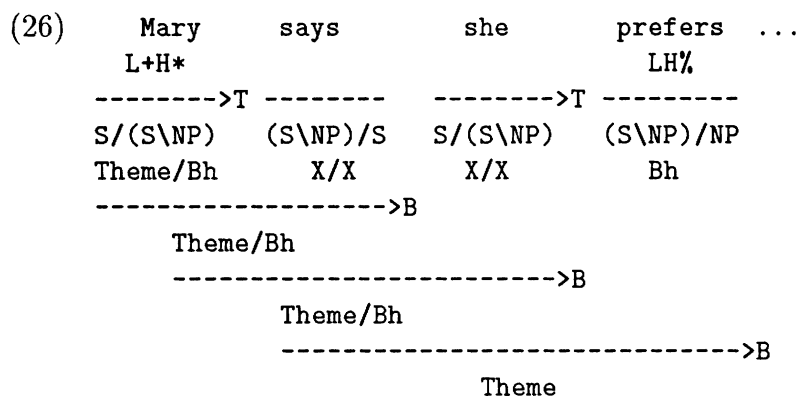 (26) Mary says she prefers ...
L+H* LH%
-------->T -------- -------->T ---------
S/(S\NP) (S\NP)/S S/(S\NP) (S\NP)/NP
Theme/Bh X/X X/X Bh
------------------->B
Theme/Bh
------------------------->B
Theme/Bh
------------------------------->B
Theme